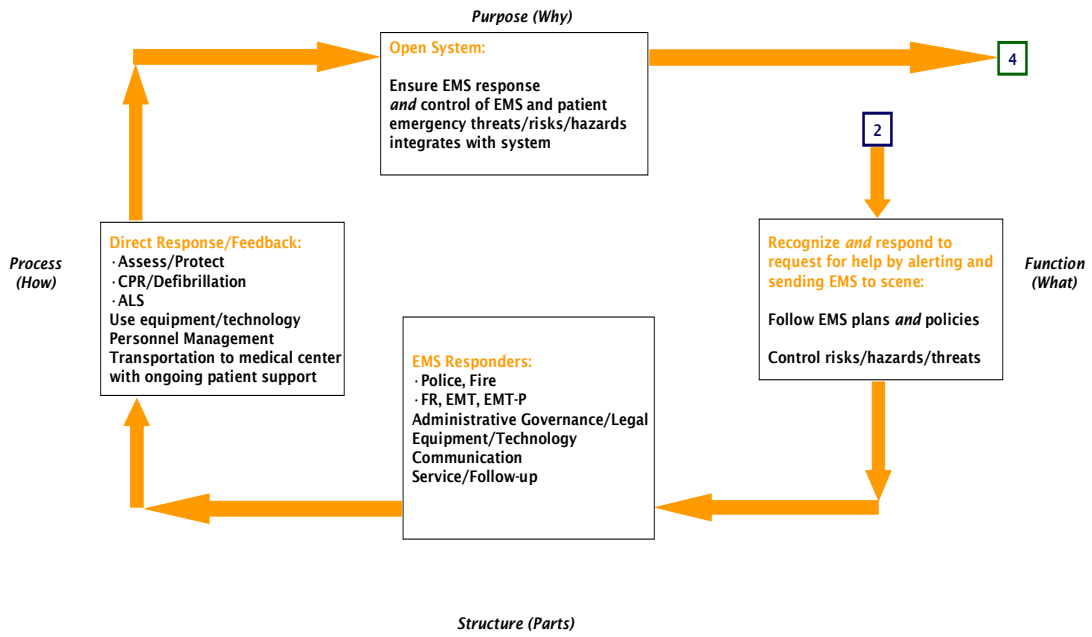 Purpose (Why)
Open System:
Ensure EMS response
and control of EMS and patient
emergency threats/risks/hazards
integrates with system
4
2
Recognize and respond to
request for help by alerting and
sending EMS to scene:
Follow EMS plans and policies
Control risks/hazards/threats
Function
(What)
EMS Responders:
· Police, Fire
· FR, EMT, EMT-P
Administrative Governance/Legal
Equipment/Technology
Communication
Service/Follow-up
Structure (Parts)
Direct Response/Feedback:
· Assess/Protect
· CPR/Defibrillation
· ALS
Use equipment/technology
Personnel Management
Transportation to medical center
with ongoing patient support
Process
(How)